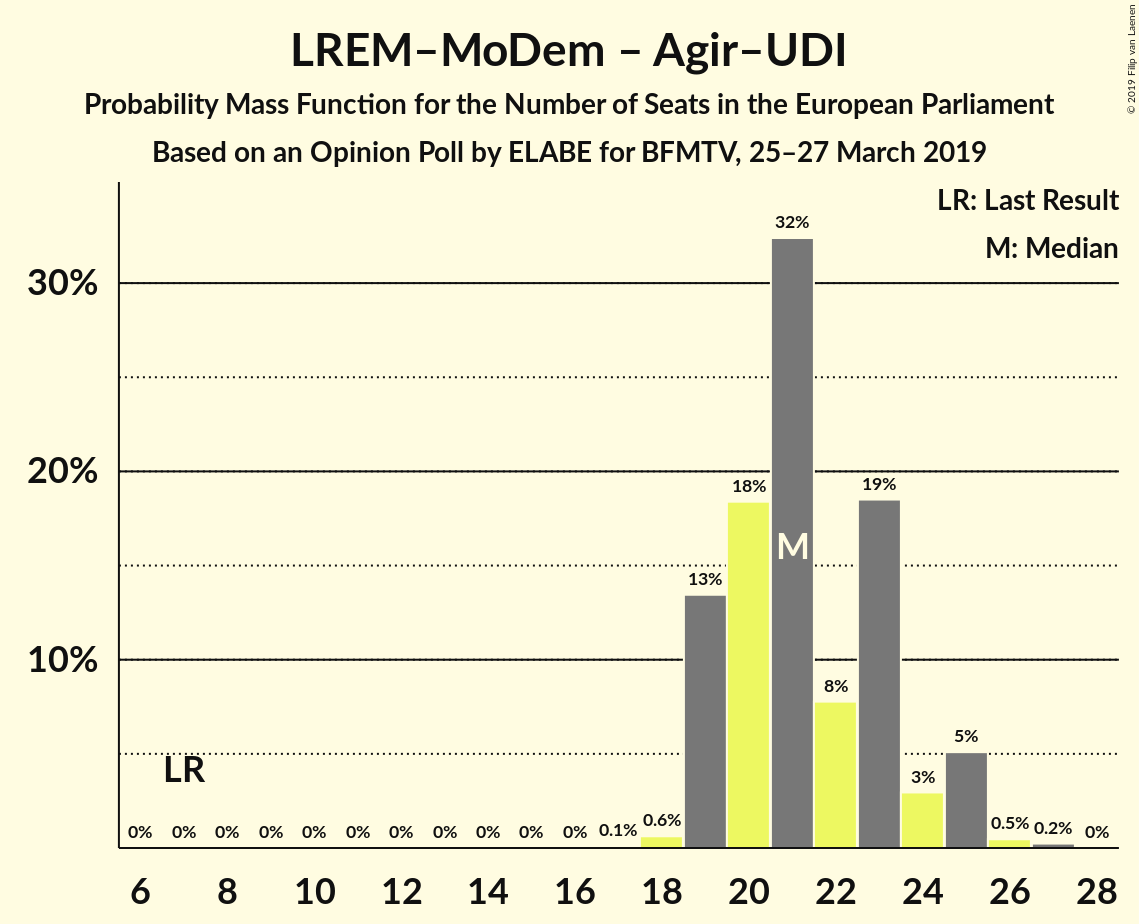 LREM–MoDem – Agir–UDI
Probability Mass Function for the Number of Seats in the European Parliament
Based on an Opinion Poll by ELABE for BFMTV, 25–27 March 2019
© 2019 Filip van Laenen
LR: Last Result
M: Median
32%
30%
20%
19%
18%
M
13%
10%
8%
5%
LR
3%
0% 0% 0% 0% 0% 0% 0% 0% 0% 0% 0% 0.1% 0.6% 0.5% 0.2% 0%
6 8 10 12 14 16 18 20 22 24 26 28